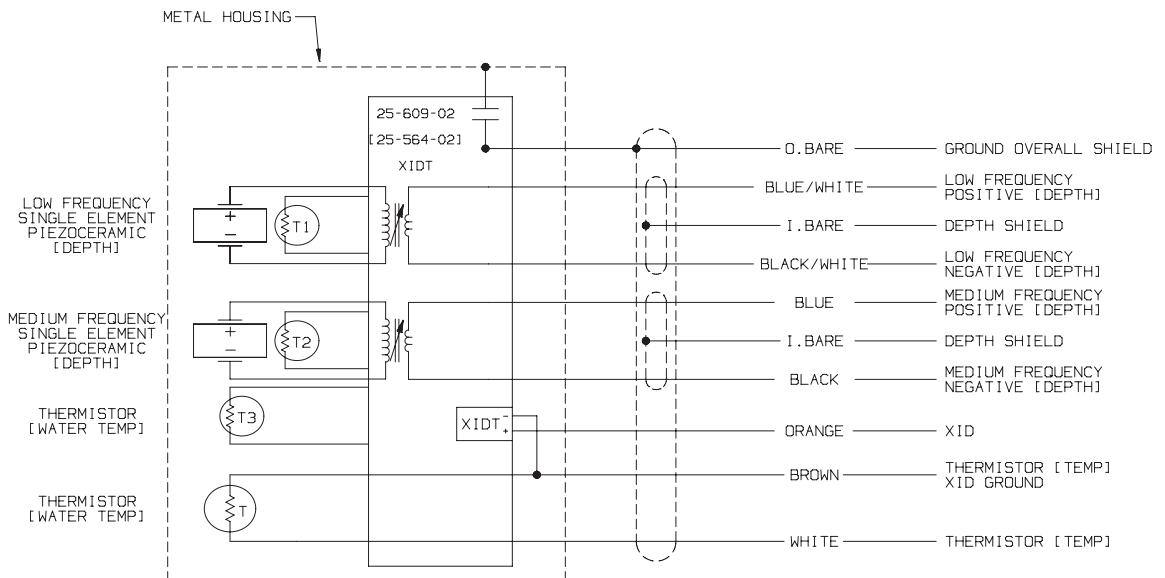 METAL HOUSING
25-609-02
[25-564-02]
XIDT
O.BARE
GROUND OVERALL SHIELD
LOW FREQUENCY
SINGLE ELEMENT
PIEZOCERAMIC
[DEPTH]
+
−
T1
BLUE/WHITE
LOW FREQUENCY
POSITIVE [DEPTH]
I.BARE
DEPTH SHIELD
BLACK/WHITE
LOW FREQUENCY
NEGATIVE [DEPTH]
MEDIUM FREQUENCY
SINGLE ELEMENT
PIEZOCERAMIC
[DEPTH]
+
−
T2
BLUE
MEDIUM FREQUENCY
POSITIVE [DEPTH]
I.BARE
DEPTH SHIELD
BLACK
MEDIUM FREQUENCY
NEGATIVE [DEPTH]
THERMISTOR
[WATER TEMP]
T3
XIDT
−
+
ORANGE
XID
BROWN
THERMISTOR [TEMP]
XID GROUND
THERMISTOR
[WATER TEMP]
T
WHITE
THERMISTOR [TEMP]